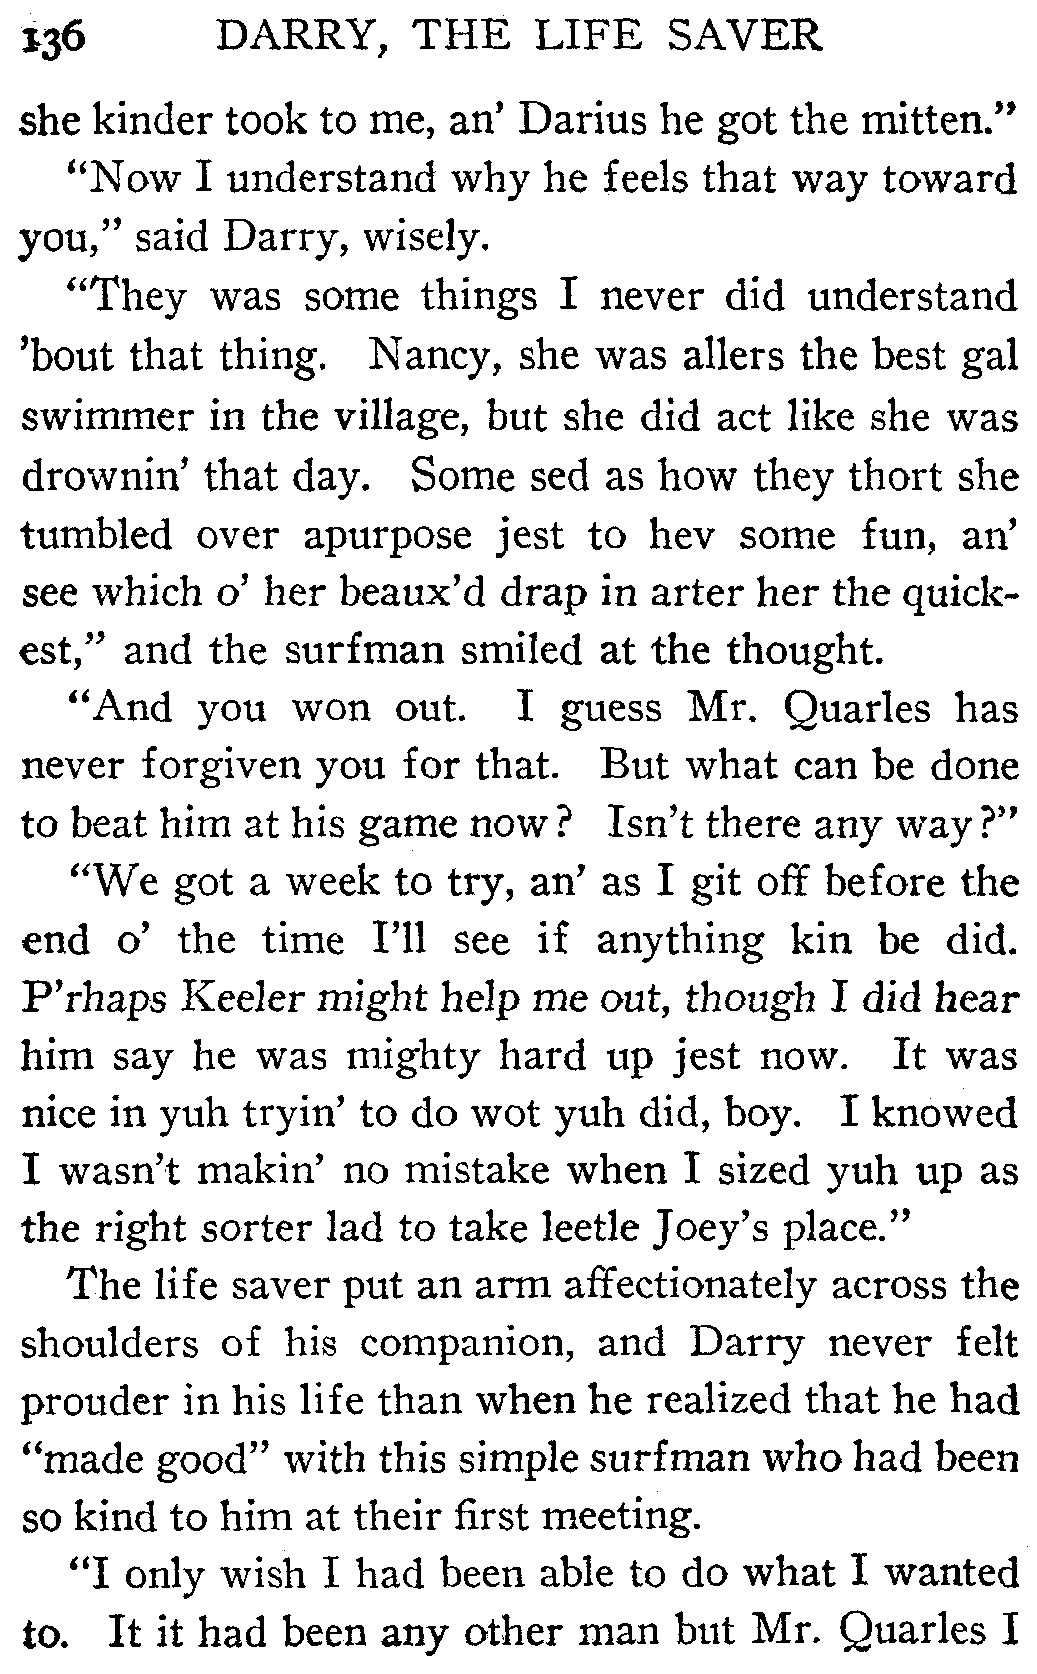 136 DARRY, THE LIFE SAVER
she kinder took to me, an' Darius he got the mitten."
"Now I understand why he feels that way toward
you," said Darry, wisely.
"They was some things I never did understand
'bout that thing. Nancy, she was allers the best gal
swimmer in the village, but she did act like she was
drownin' that day. Some sed as how they thort she
tumbled over apurpose jest to hev some fun, an'
see which o' her beaux'd drap in arter her the quick-
est," and the surfman smiled at the thought.
"And you won out. I guess Mr. Quarles has
never forgiven you for that. But what can be done
to beat him at his game now? Isn't there any way?"
"We got a week to try, an' as I git off before the
end o' the time I'll see if anything kin be did.
P'rhaps Keeler might help me out, though I did hear
him say he was mighty hard up jest now. It was
nice in yuh tryin' to do wot yuh did, boy. I knowed
I wasn't makin' no mistake when I sized yuh up as
the right sorter lad to take leetle Joey's place."
The life saver put an arm affectionately across the
shoulders of his companion, and Darry never felt
prouder in his life than when he realized that he had
"made good" with this simple surfman who had been
so kind to him at their first meeting.
"I only wish I had been able to do what I wanted
to. It it had been any other man but Mr. Quarles I